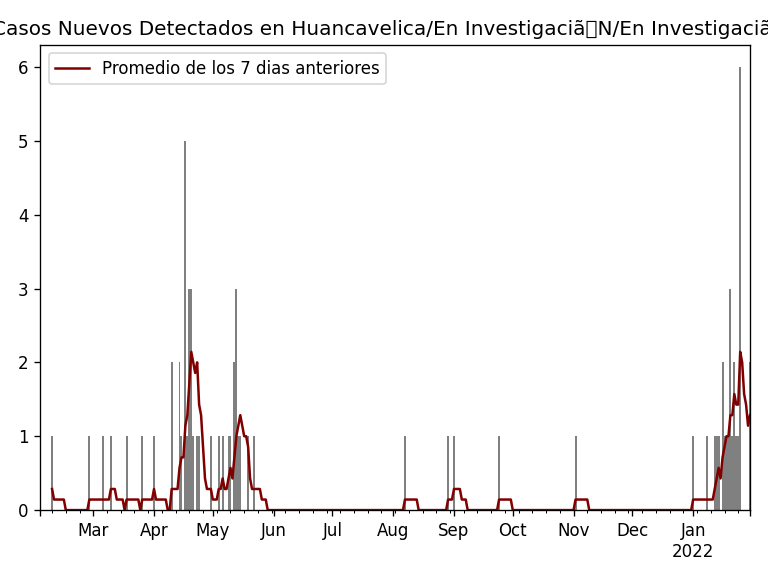 Casos Nuevos Detectados en Huancavelica/En Investigaciã▯N/En Investigaciã
Promedio de los 7 dias anteriores
6
5
4
3
2
1
0
Mar Apr May Jun Jul Aug Sep Oct Nov Dec Jan
2022